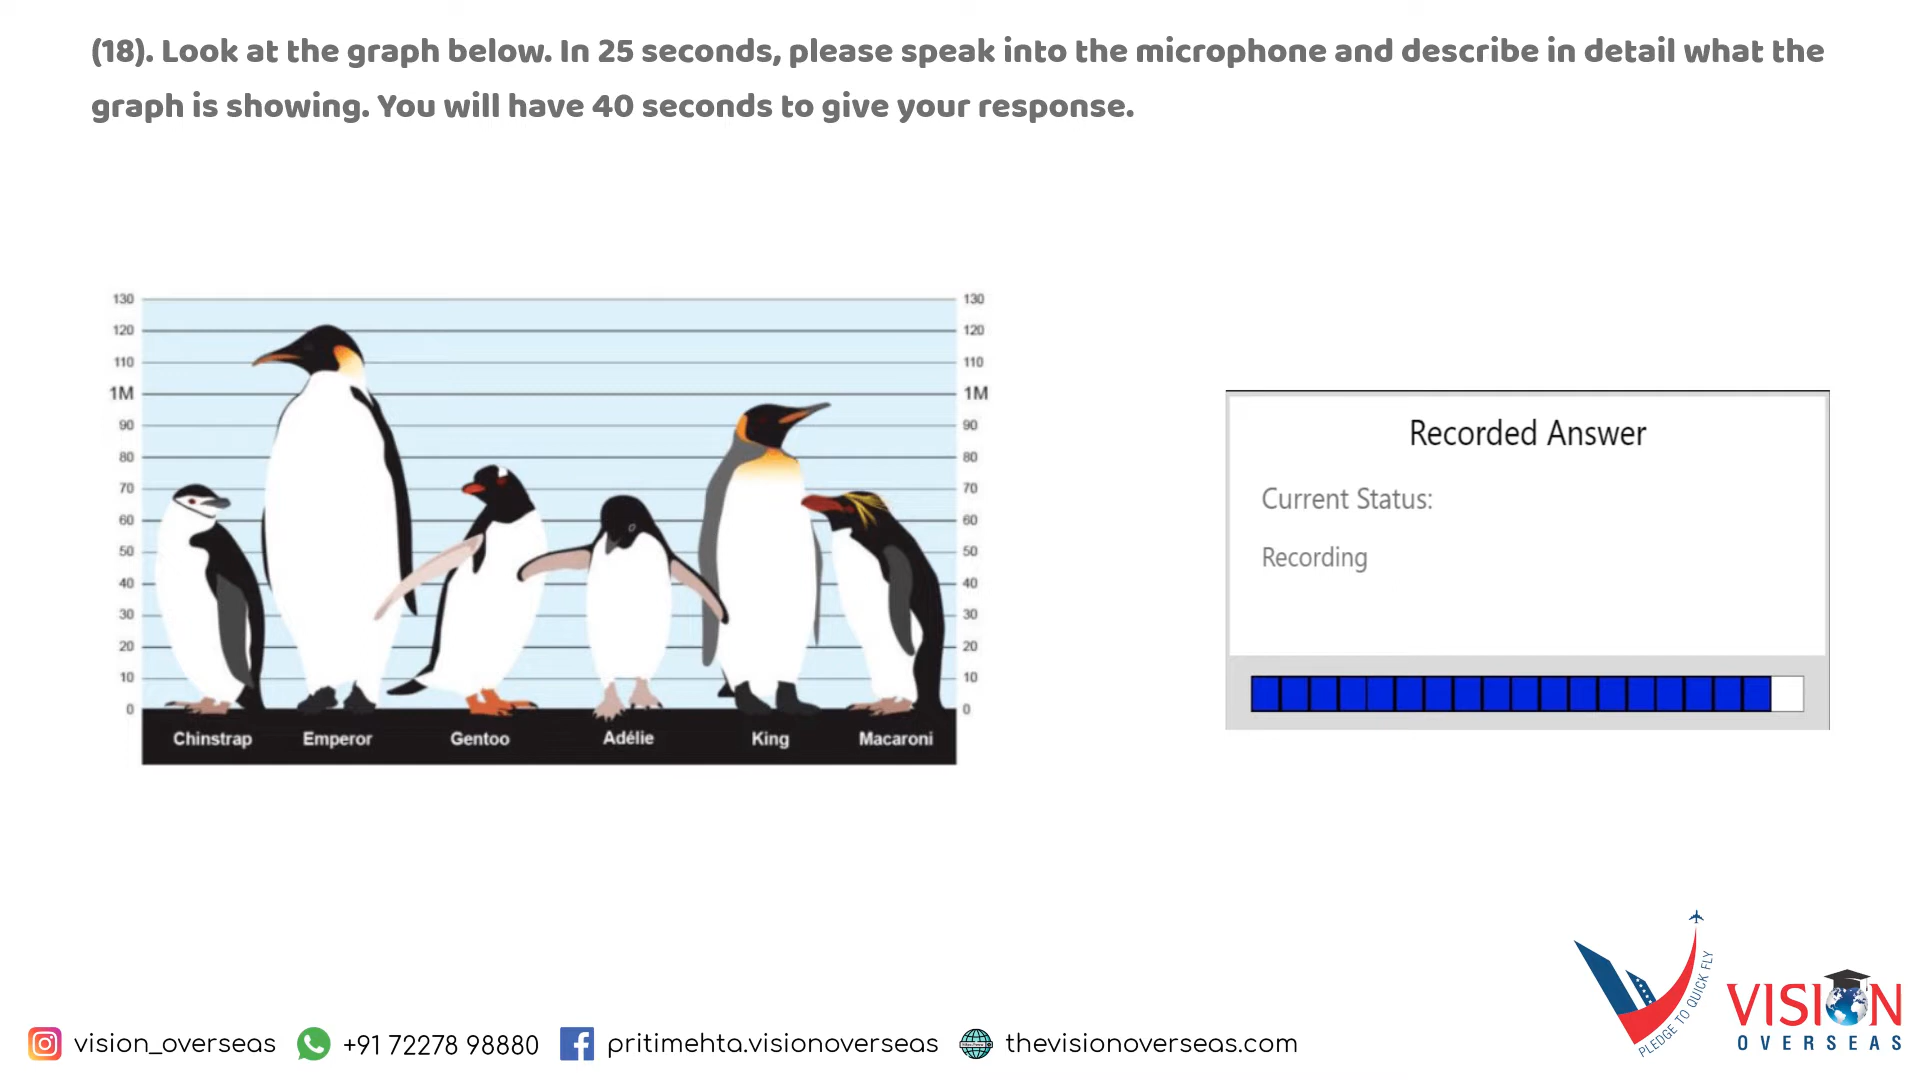 (18). Look at the graph below. In 25 seconds, please speak into the microphone and describe in detail what the
graph is showing. You will have 40 seconds to give your response.
130 130
120 120
110 110
1M 1M
90 90
80 80
70 70
60 60
50 50
40 40
30 30
20 20
10 10
0 0
Chinstrap Emperor Gentoo Adélie King Macaroni
Recorded Answer
Current Status:
Recording
PLEDGE TO QUICK FLY
VISION
OVERSEAS
vision_overseas +91 72278 98880 pritimehta.visionoverseas thevisionoverseas.com